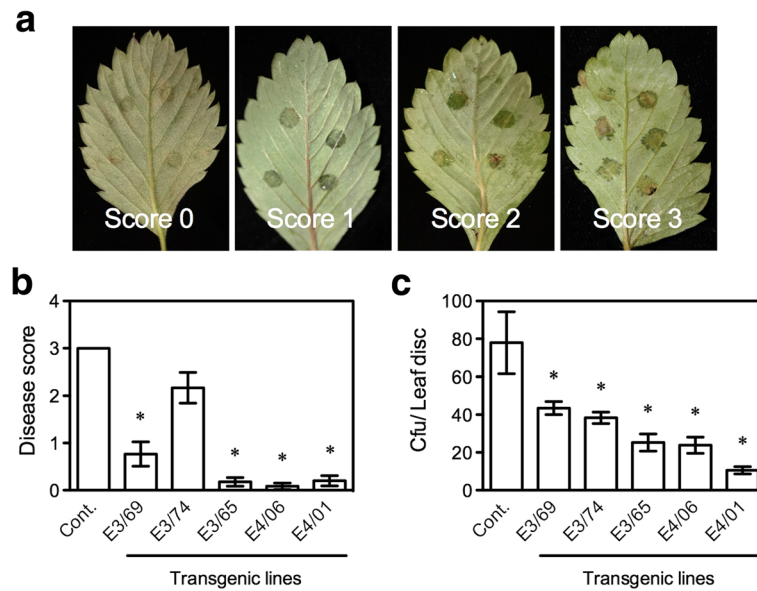 a
Score 0 Score 1 Score 2 Score 3
b
Disease score
4
3
2
1
0
* * * *
Cont. E3/69 E3/74 E3/65 E4/06 E4/01
Transgenic lines
c
Cfu/ Leaf disc
100
80
60
40
20
0
* * * * *
Cont. E3/69 E3/74 E3/65 E4/06 E4/01
Transgenic lines